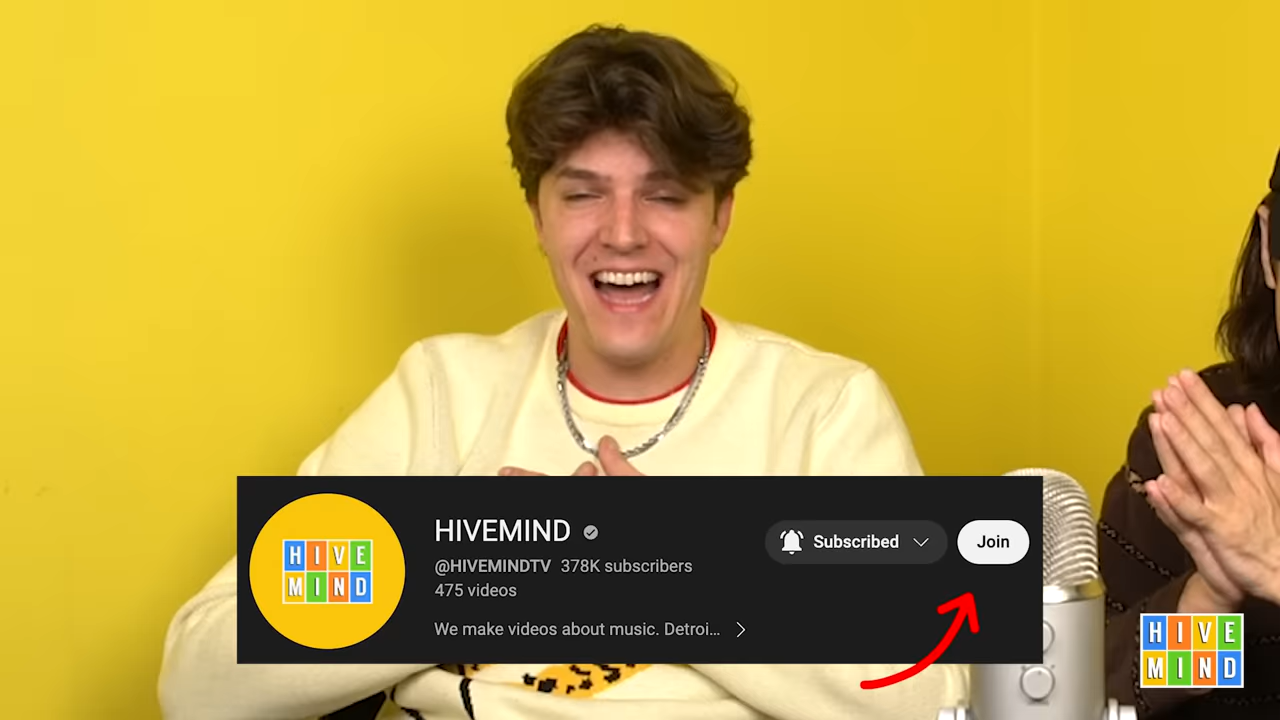 HIVE
MIND
HIVEMIND
@HIVEMINDTV 378K subscribers
475 videos
We make videos about music. Detroi...
Subscribed
Join
HIVE
MIND